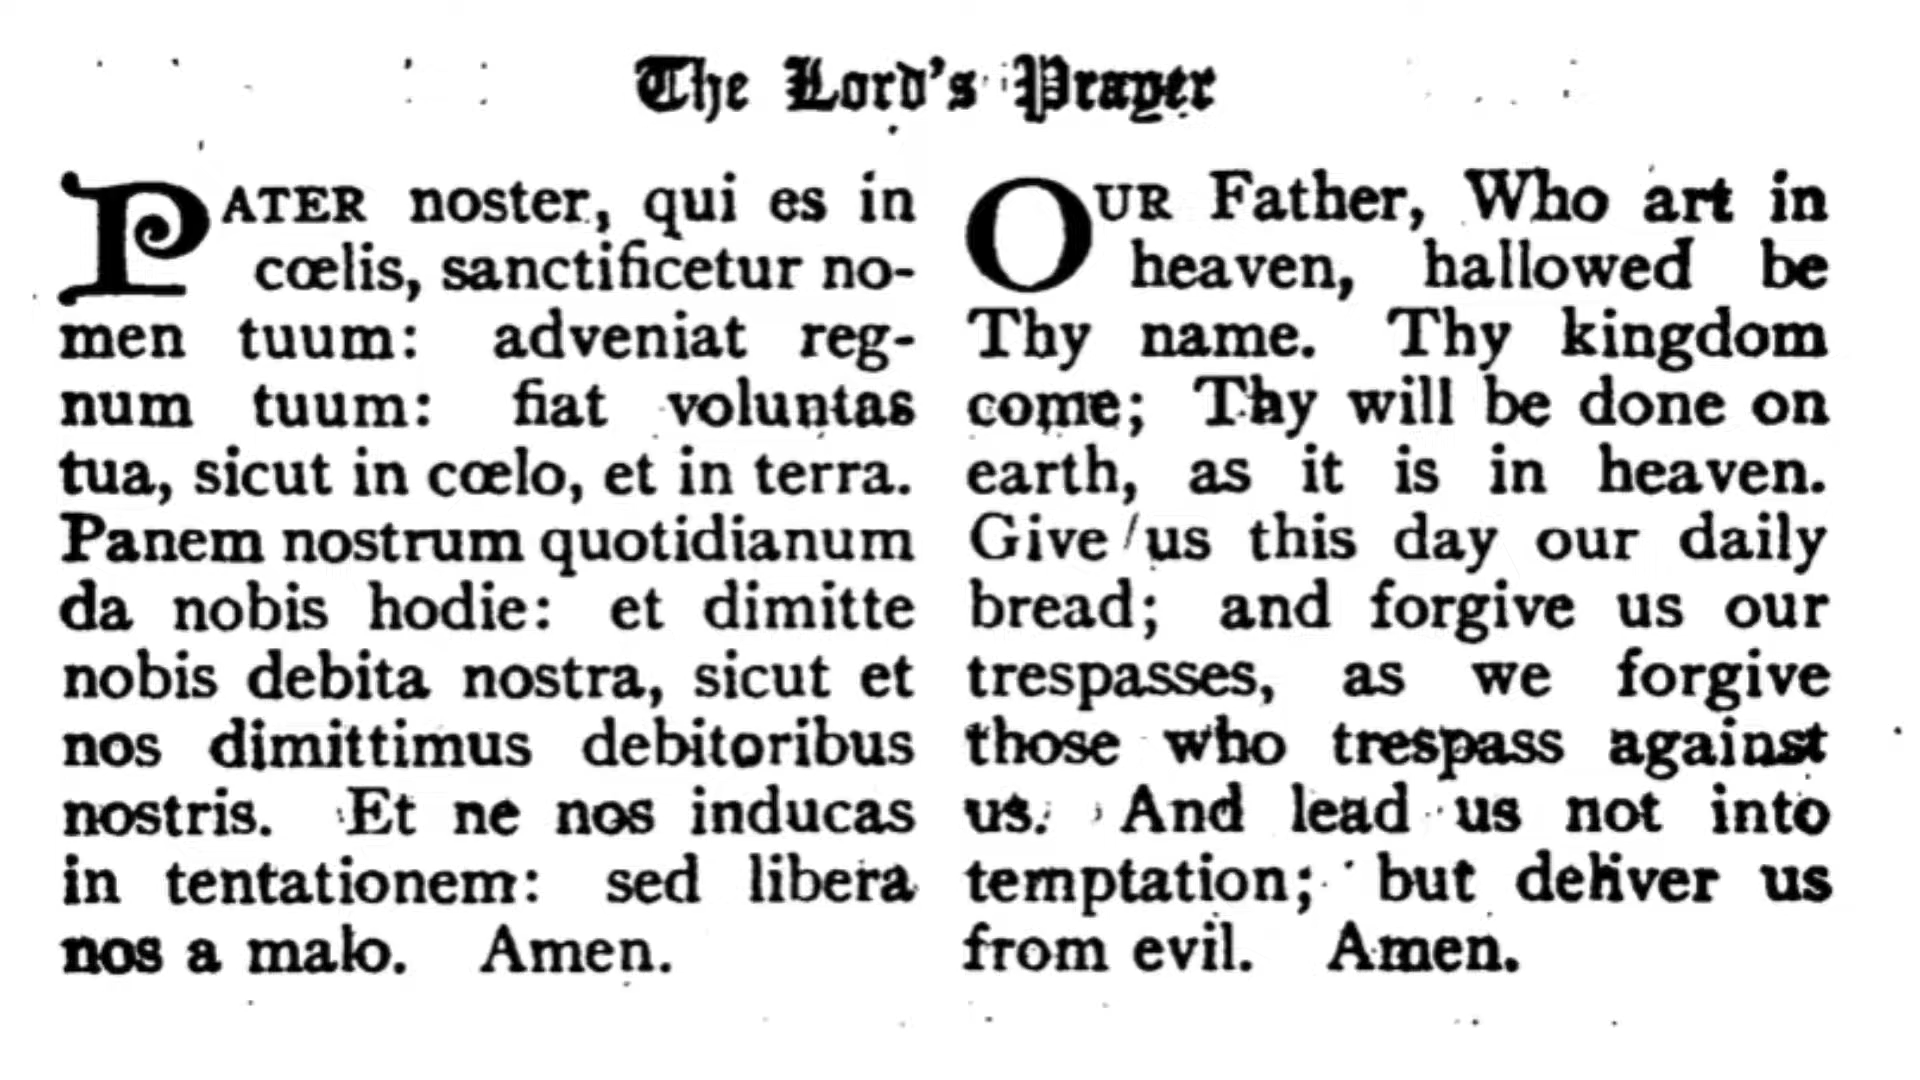 The Lord's Prayer
PATER noster, qui es in
cœlis, sanctificetur no-
men tuum: adveniat reg-
num tuum: fiat voluntas
tua, sicut in cœlo, et in terra.
Panem nostrum quotidianum
da nobis hodie: et dimitte
nobis debita nostra, sicut et
nos dimittimus debitoribus
nostris. Et ne nos inducas
in tentationem: sed libera
nos a malo. Amen.
OUR Father, Who art in
heaven, hallowed be
Thy name. Thy kingdom
come; Thy will be done on
earth, as it is in heaven.
Give us this day our daily
bread; and forgive us our
trespasses, as we forgive
those who trespass against
us. And lead us not into
temptation; but deliver us
from evil. Amen.